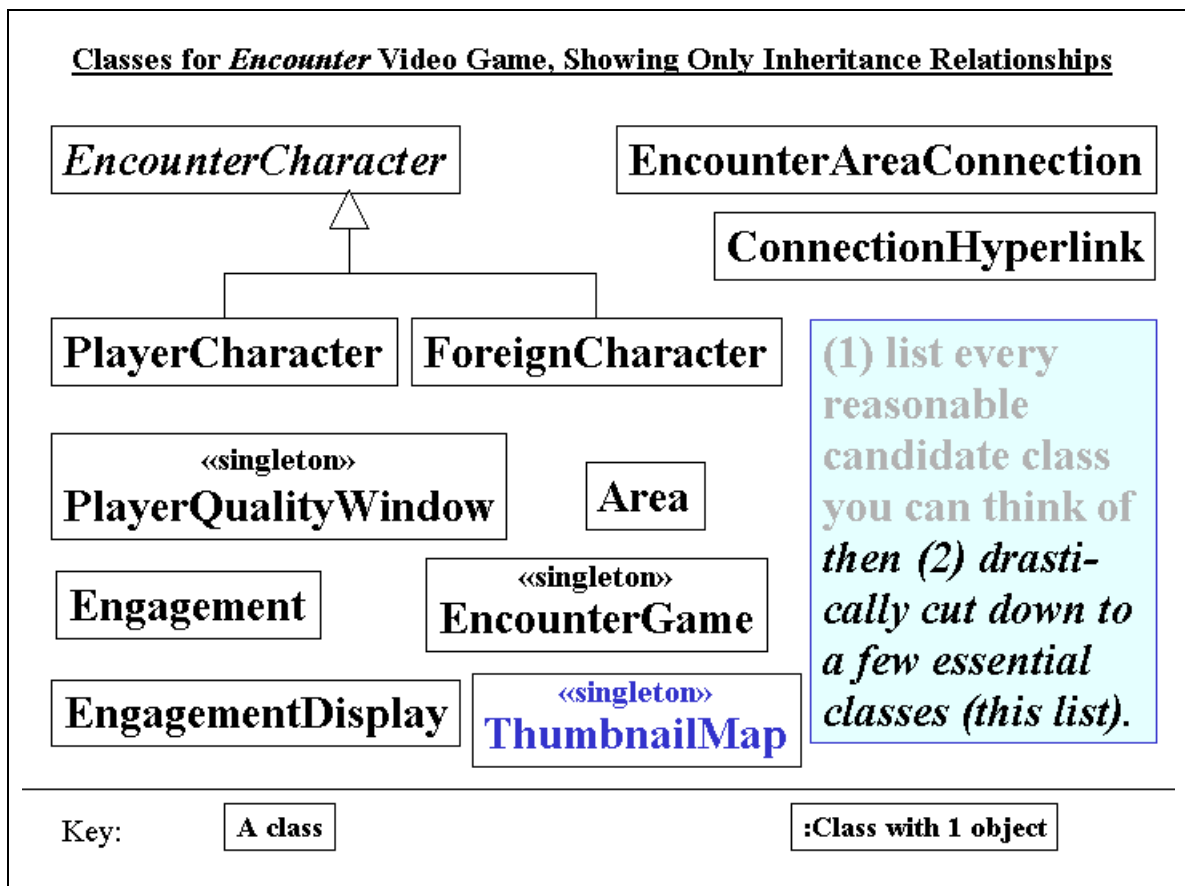 Classes for Encounter Video Game, Showing Only Inheritance Relationships
EncounterCharacter
EncounterAreaConnection
ConnectionHyperlink
PlayerCharacter
ForeignCharacter
(1) list every
reasonable
candidate class
you can think of
then (2) drasti-
cally cut down to
a few essential
classes (this list).
«singleton»
PlayerQualityWindow
Area
Engagement
«singleton»
EncounterGame
EngagementDisplay
«singleton»
ThumbnailMap
Key:
A class
:Class with 1 object